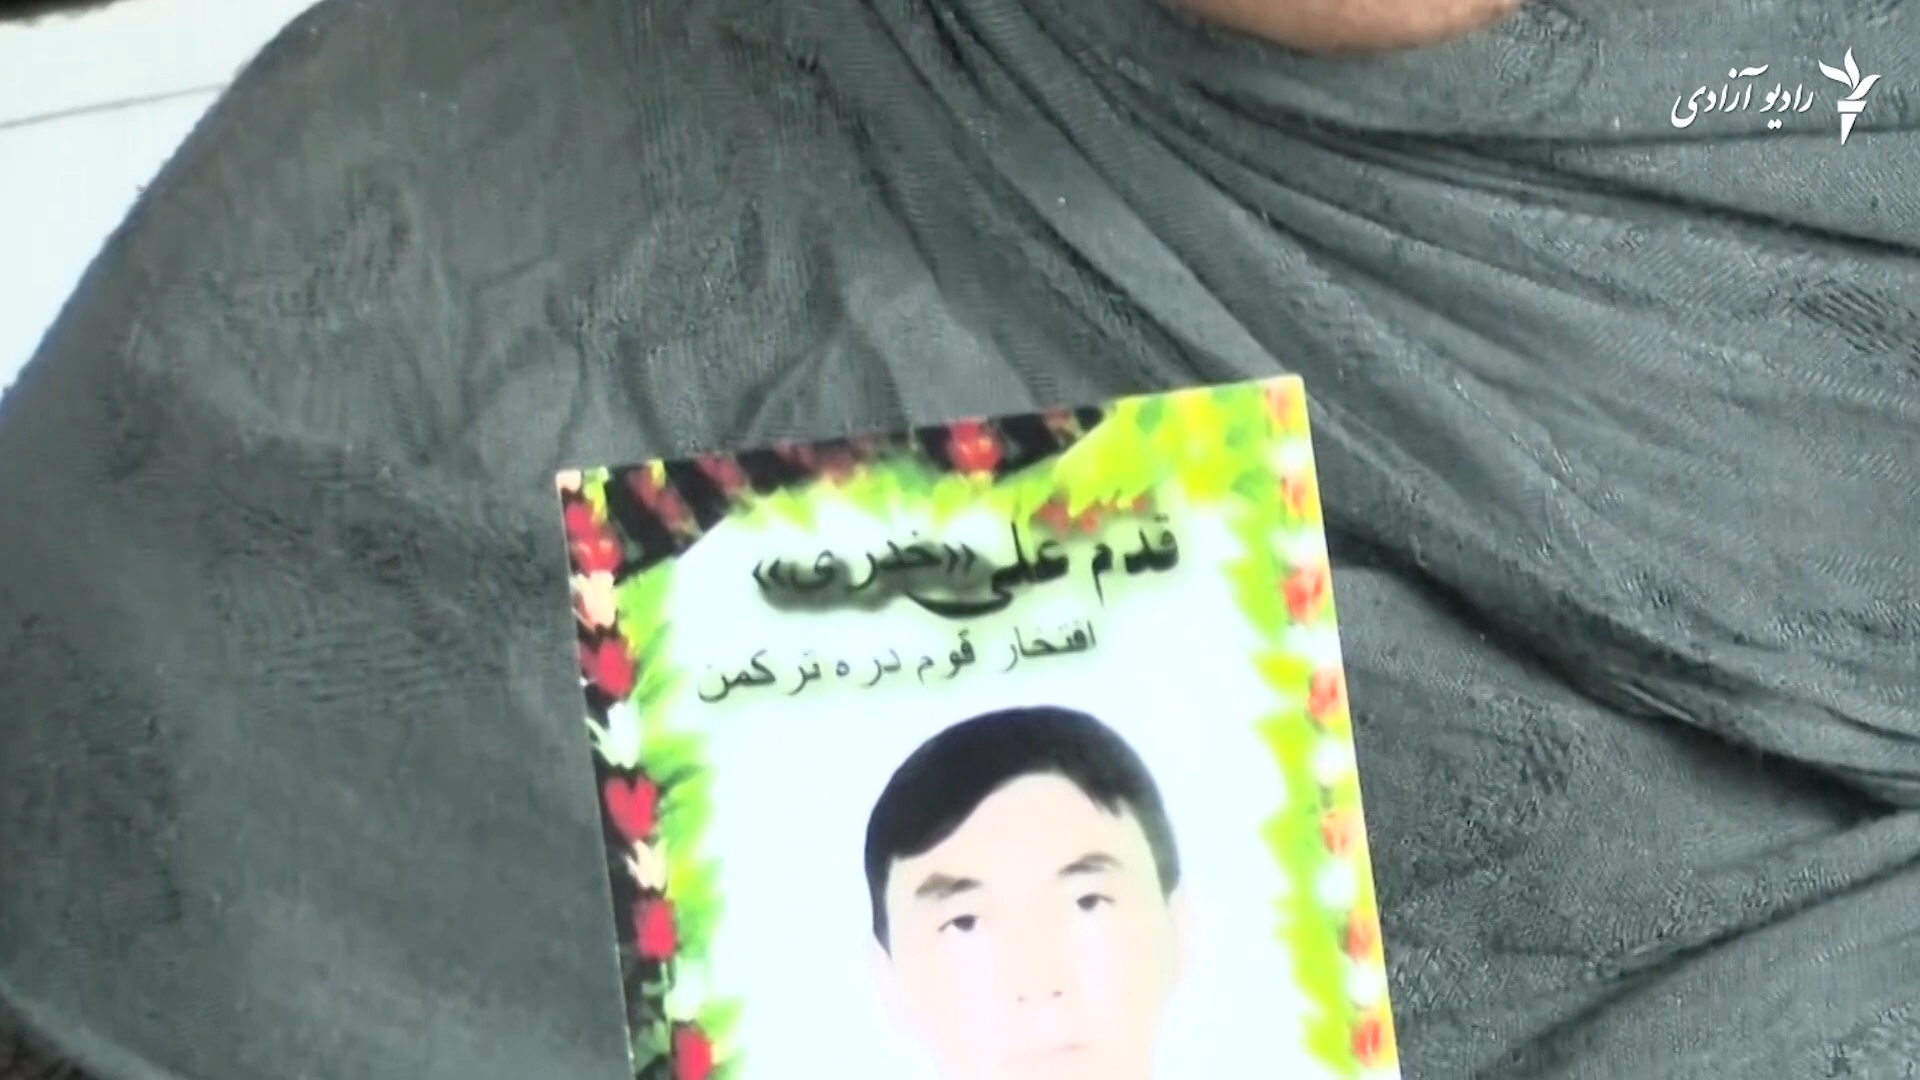 رادیو آزادی
قدم علی «خدری»
افتخار قوم دره ترکمن